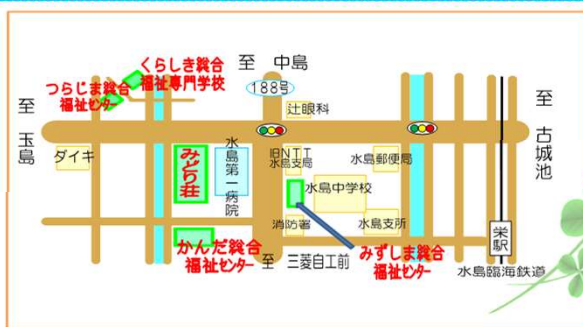 至 中島
くらしき総合
福祉専門学校
188号
つらじま総合
福祉センター
辻眼科
至 玉島
至 古城池
ダイキ
みどり荘
水島第一病院
旧NTT
水島支局
水島郵便局
水島中学校
消防署
水島支所
かんだ総合
福祉センター
至 三菱自工前
みずしま総合
福祉センター
栄駅
水島臨海鉄道